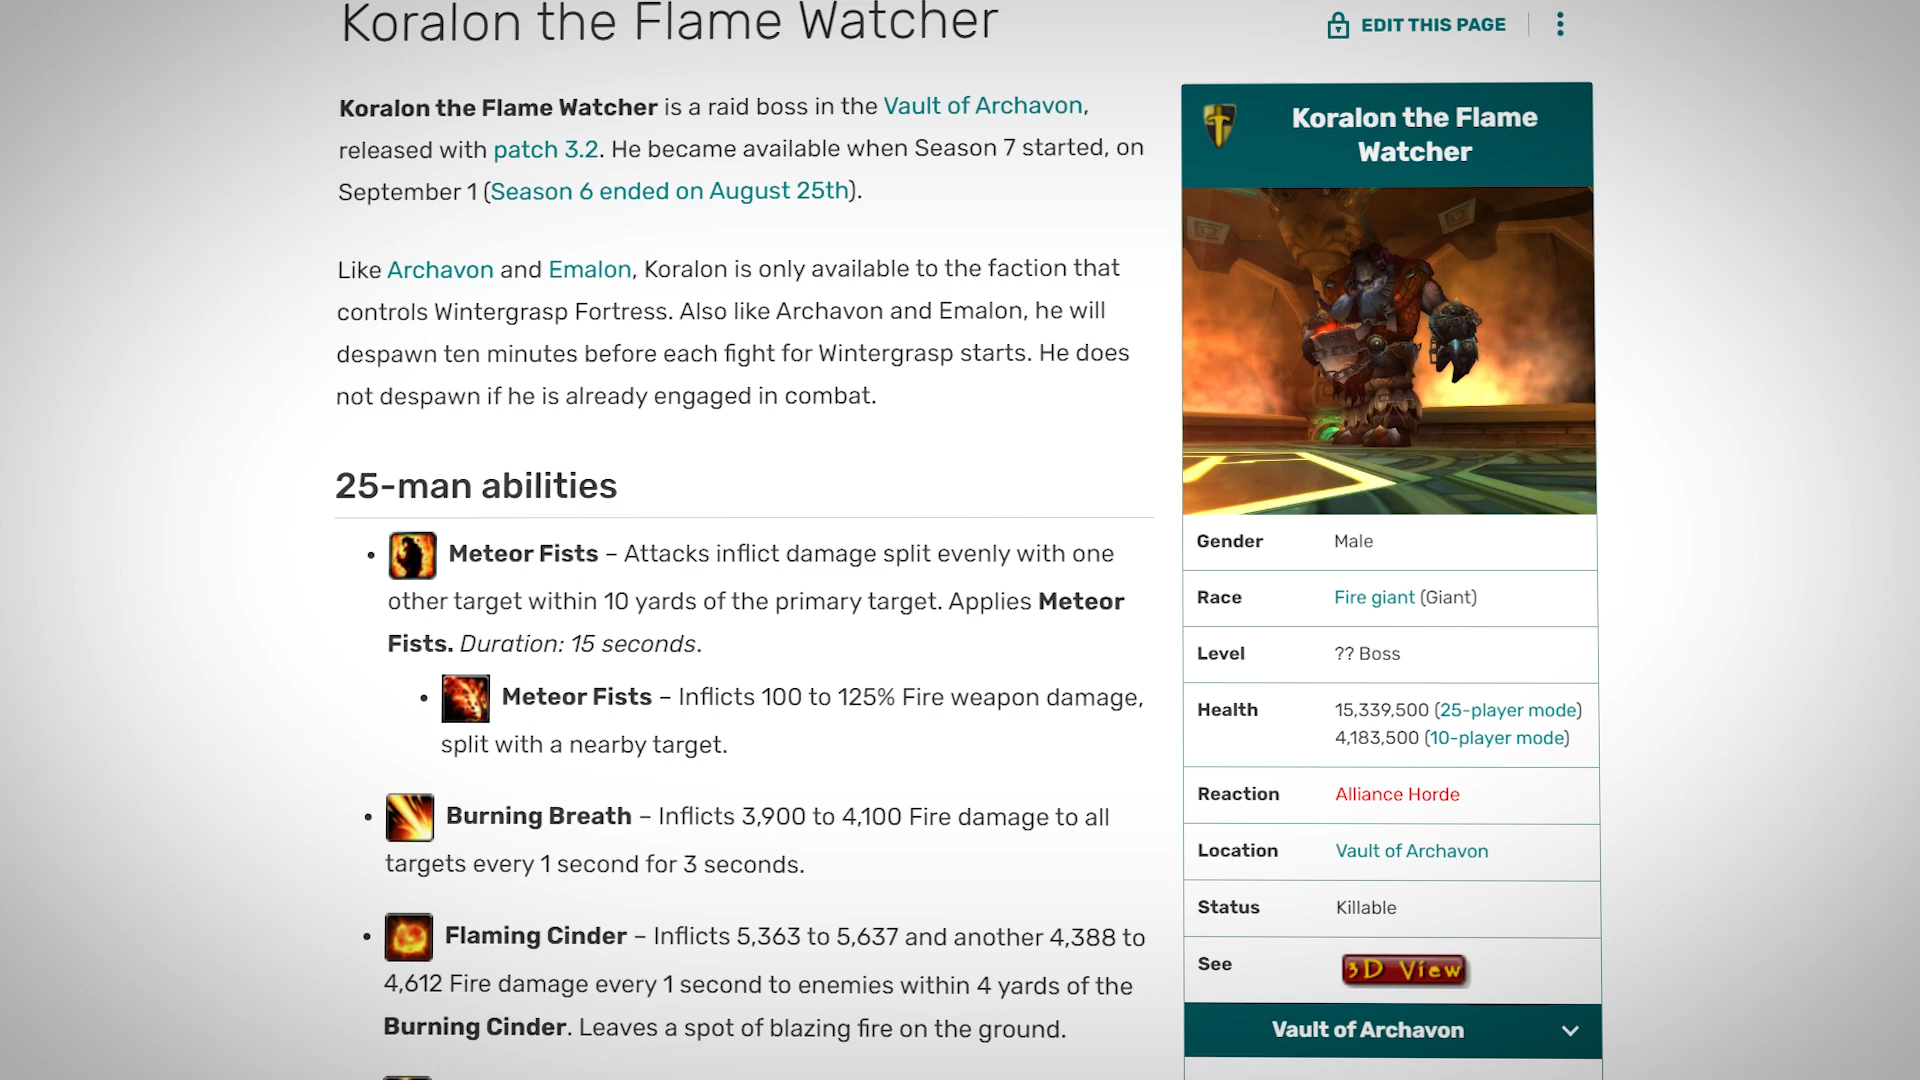 Koralon the Flame Watcher
EDIT THIS PAGE
Koralon the Flame Watcher is a raid boss in the Vault of Archavon,
released with patch 3.2. He became available when Season 7 started, on
September 1 (Season 6 ended on August 25th).
Like Archavon and Emalon, Koralon is only available to the faction that
controls Wintergrasp Fortress. Also like Archavon and Emalon, he will
despawn ten minutes before each fight for Wintergrasp starts. He does
not despawn if he is already engaged in combat.
25-man abilities
• Meteor Fists – Attacks inflict damage split evenly with one
other target within 10 yards of the primary target. Applies Meteor
Fists. Duration: 15 seconds.
• Meteor Fists – Inflicts 100 to 125% Fire weapon damage,
split with a nearby target.
• Burning Breath – Inflicts 3,900 to 4,100 Fire damage to all
targets every 1 second for 3 seconds.
• Flaming Cinder – Inflicts 5,363 to 5,637 and another 4,388 to
4,612 Fire damage every 1 second to enemies within 4 yards of the
Burning Cinder. Leaves a spot of blazing fire on the ground.
Koralon the Flame
Watcher
Gender Male
Race Fire giant (Giant)
Level ?? Boss
Health 15,339,500 (25-player mode)
4,183,500 (10-player mode)
Reaction Alliance Horde
Location Vault of Archavon
Status Killable
See 3D View
Vault of Archavon